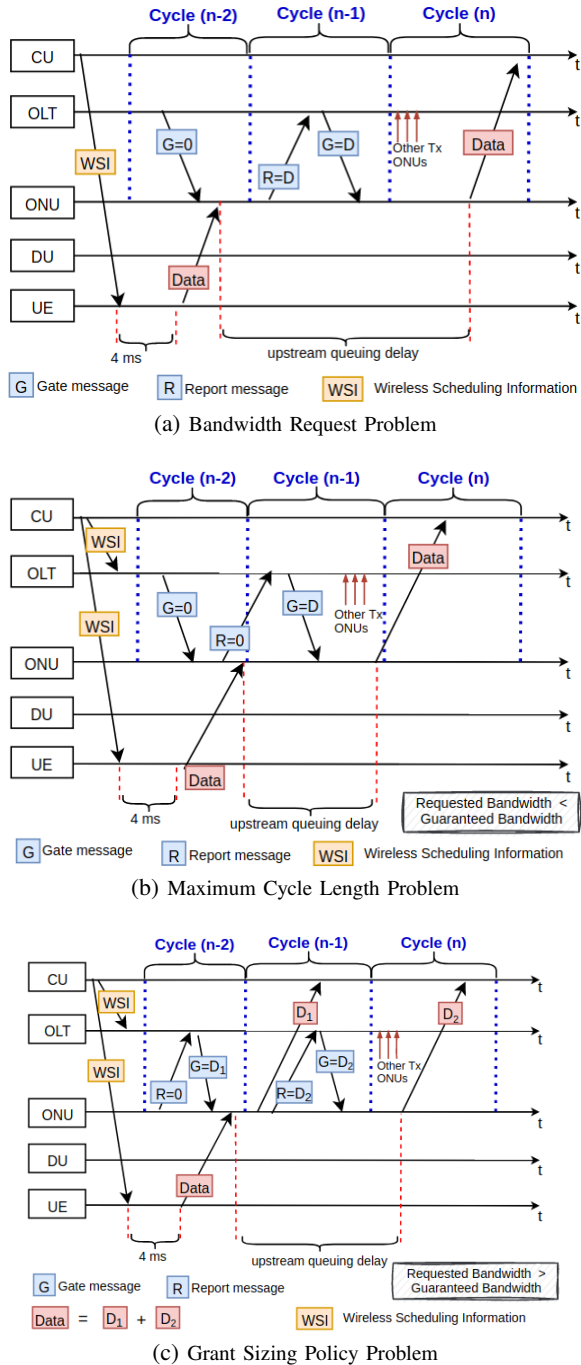 Cycle (n-2) Cycle (n-1) Cycle (n)
CU t
OLT t
WSI G=0 R=D G=D Other Tx ONUs Data
ONU t
DU t
Data
UE t
4 ms upstream queuing delay
G Gate message R Report message WSI Wireless Scheduling Information
(a) Bandwidth Request Problem
Cycle (n-2) Cycle (n-1) Cycle (n)
CU t
WSI Data
OLT t
WSI G=0 R=0 G=D Other Tx ONUs
ONU t
DU t
UE t
Data
4 ms upstream queuing delay
Requested Bandwidth <
Guaranteed Bandwidth
G Gate message R Report message WSI Wireless Scheduling Information
(b) Maximum Cycle Length Problem
Cycle (n-2) Cycle (n-1) Cycle (n)
CU t
WSI D1 D2
OLT t
WSI R=0 G=D1 R=D2 G=D2 Other Tx ONUs
ONU t
DU t
Data
UE t
4 ms upstream queuing delay
Requested Bandwidth >
Guaranteed Bandwidth
G Gate message R Report message
Data = D1 + D2 WSI Wireless Scheduling Information
(c) Grant Sizing Policy Problem